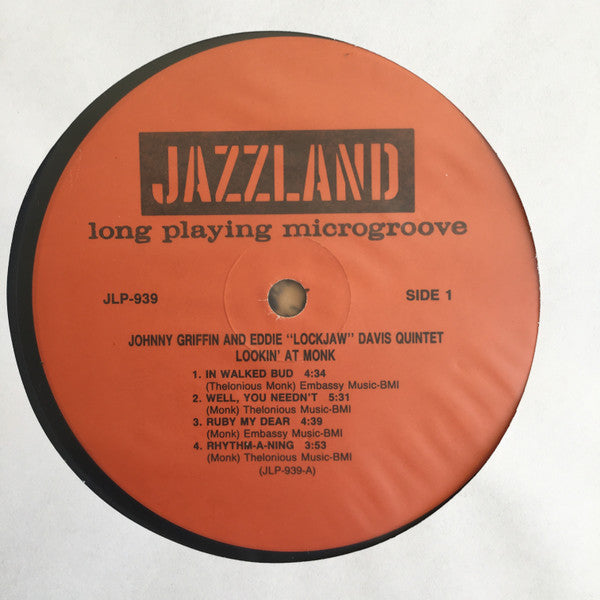 JAZZLAND
long playing microgroove
JLP-939 SIDE 1
JOHNNY GRIFFIN AND EDDIE "LOCKJAW" DAVIS QUINTET
LOOKIN' AT MONK
1. IN WALKED BUD 4:34
(Thelonious Monk) Embassy Music-BMI
2. WELL, YOU NEEDN'T 5:31
(Monk) Thelonious Music-BMI
3. RUBY MY DEAR 4:39
(Monk) Embassy Music-BMI
4. RHYTHM-A-NING 3:53
(Monk) Thelonious Music-BMI
(JLP-939-A)